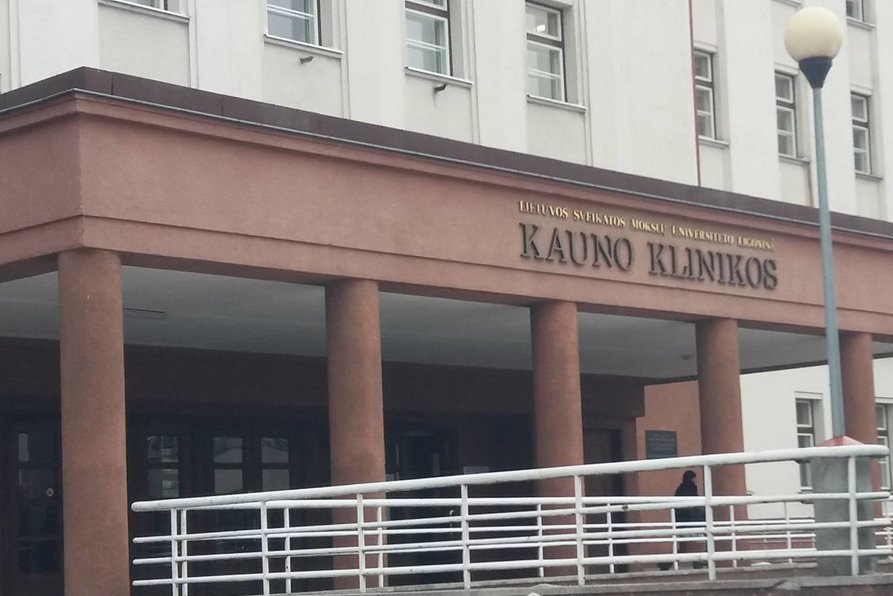 LIETUVOS SVEIKATOS MOKSLŲ UNIVERSITETO LIGONINĖ
KAUNO KLINIKOS